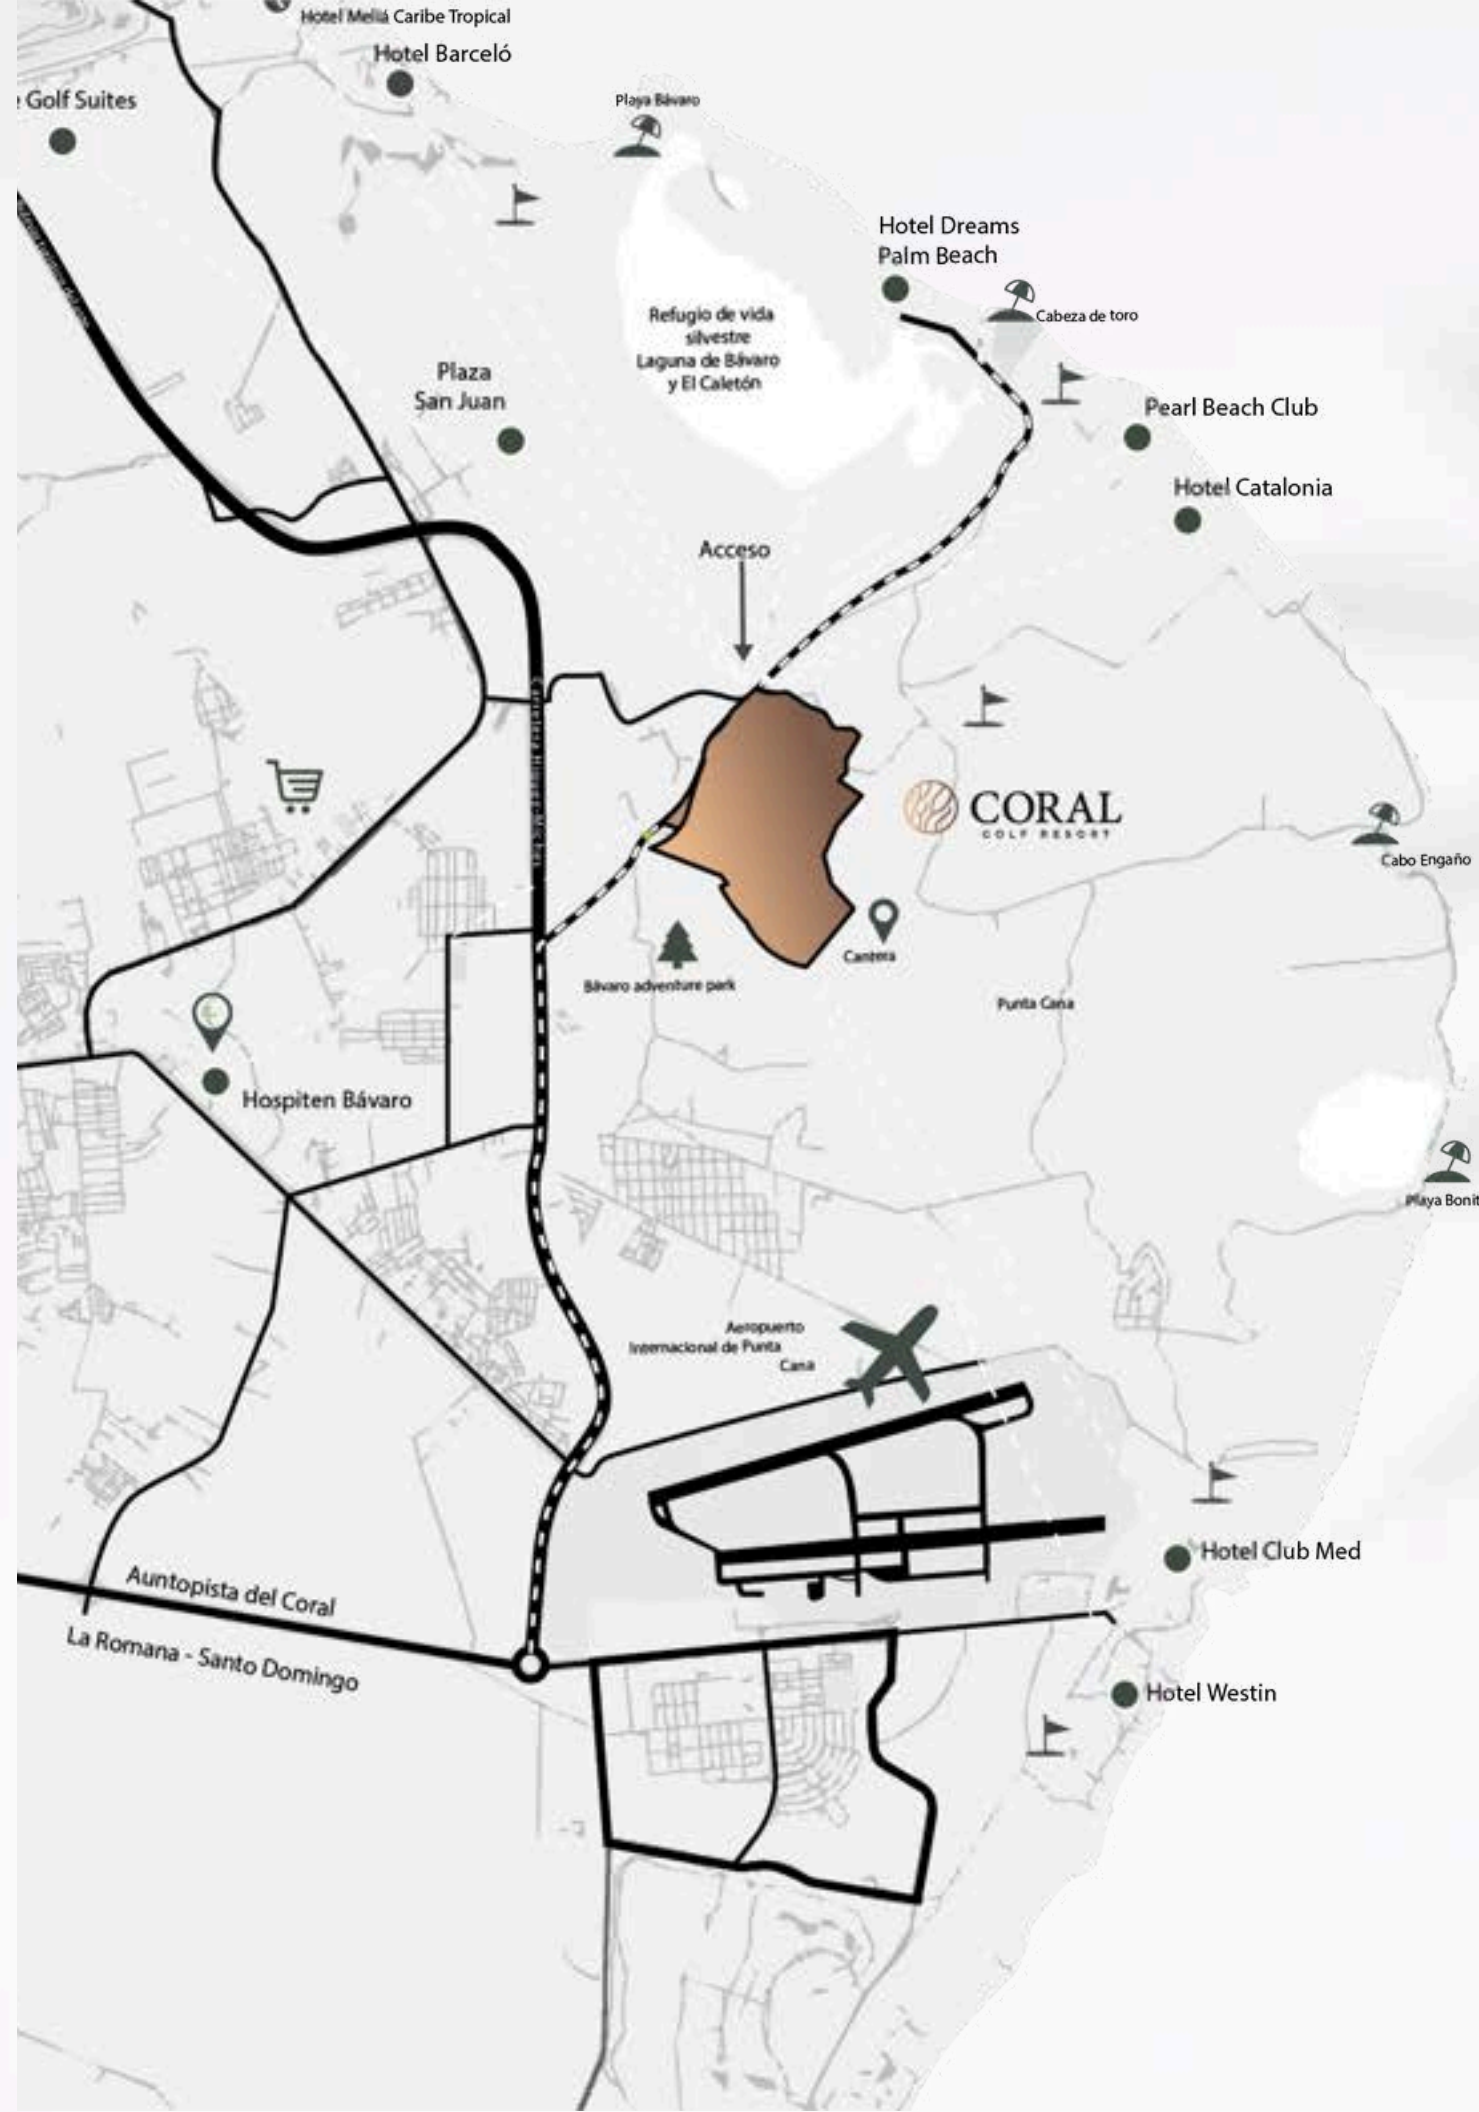 Hotel Meliá Caribe Tropical
Hotel Barceló
Golf Suites
Playa Bávaro
Hotel Dreams
Palm Beach
Cabeza de toro
Refugio de vida
silvestre
Laguna de Bávaro
y El Caletón
Plaza
San Juan
Pearl Beach Club
Hotel Catalonia
Acceso
CORAL
GOLF RESORT
Cabo Engaño
Cantera
Bávaro adventure park
Punta Cana
Hospiten Bávaro
Playa Bonit
Aeropuerto
Internacional de Punta
Cana
Hotel Club Med
Auntopista del Coral
La Romana - Santo Domingo
Hotel Westin